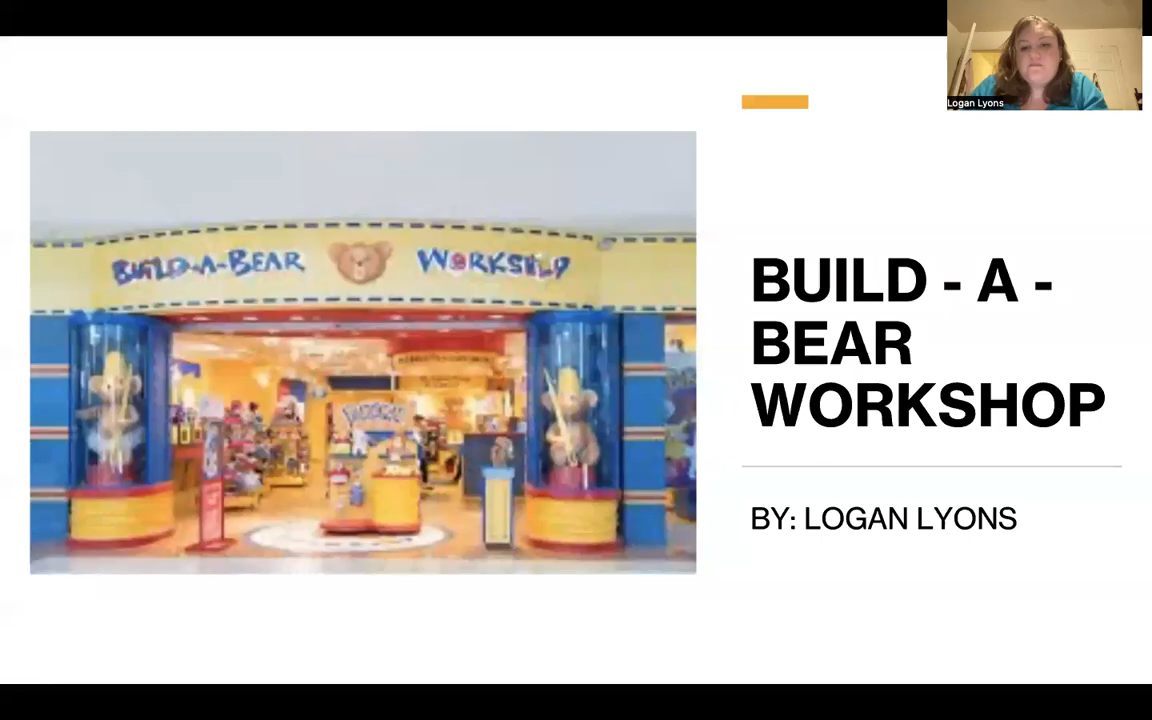 Logan Lyons
BUILD-A-BEAR WORKSHOP
BUILD - A -
BEAR
WORKSHOP
BY: LOGAN LYONS